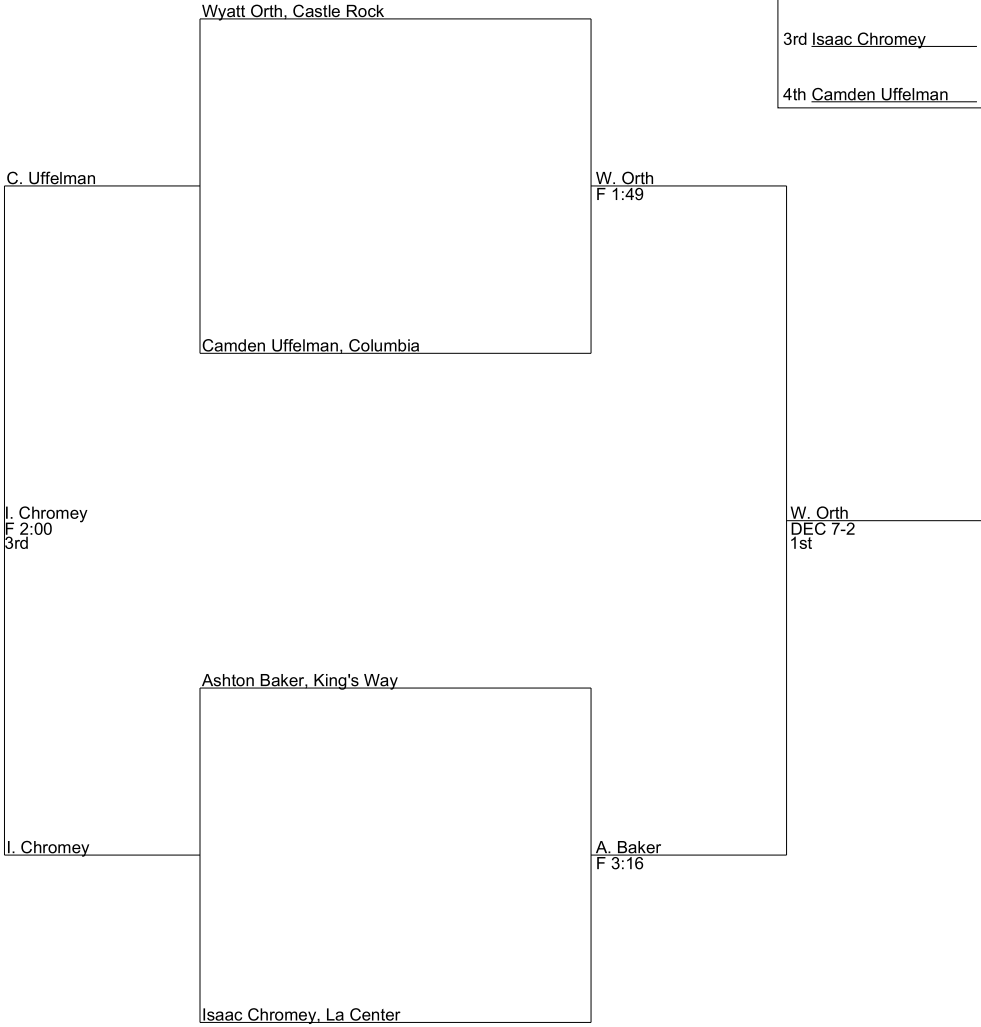 Wyatt Orth, Castle Rock
3rd Isaac Chromey
4th Camden Uffelman
C. Uffelman
W. Orth
F 1:49
Camden Uffelman, Columbia
I. Chromey
F 2:00
3rd
W. Orth
DEC 7-2
1st
Ashton Baker, King's Way
I. Chromey
A. Baker
F 3:16
Isaac Chromey, La Center